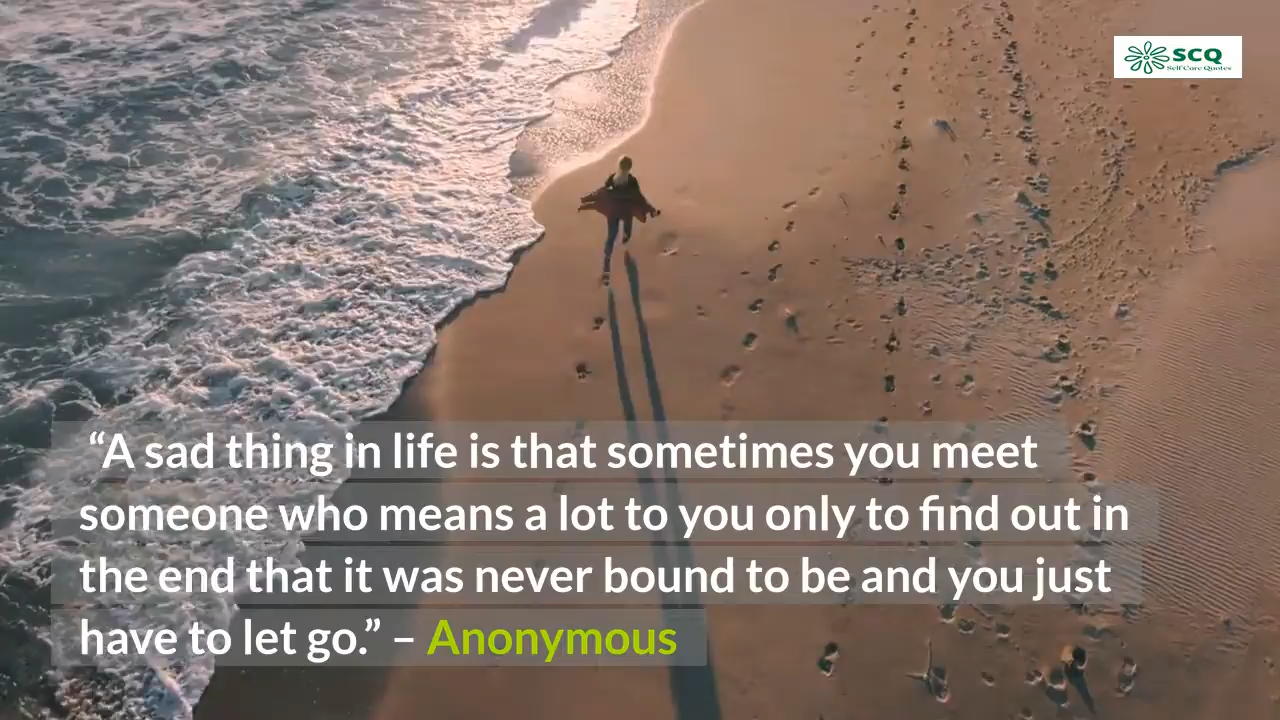 SCQ
Self Care Quotes
“A sad thing in life is that sometimes you meet
someone who means a lot to you only to find out in
the end that it was never bound to be and you just
have to let go.” – Anonymous